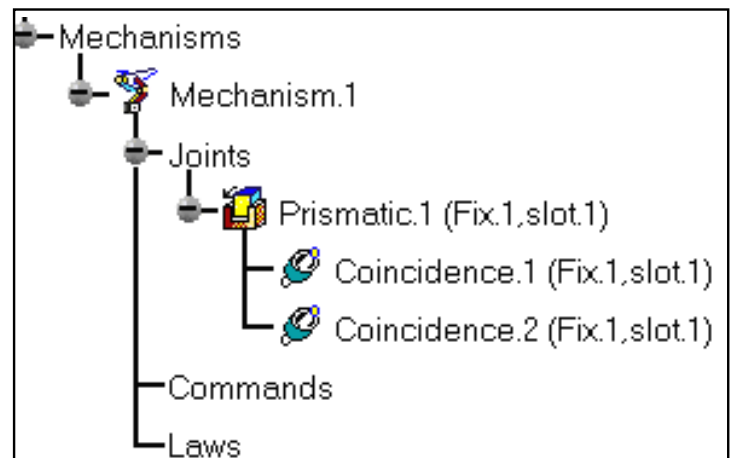 Mechanisms
Mechanism.1
Joints
Prismatic.1 (Fix.1,slot.1)
Coincidence.1 (Fix.1,slot.1)
Coincidence.2 (Fix.1,slot.1)
Commands
Laws